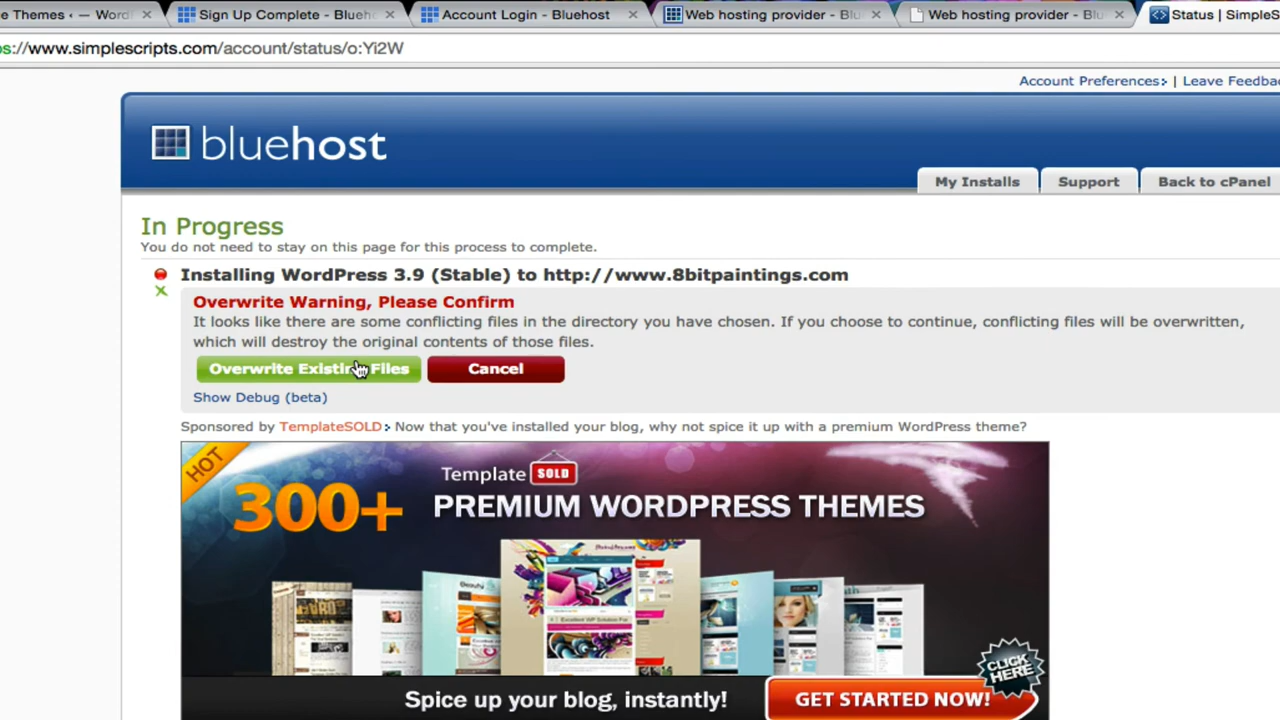 e Themes ‹ — Word
Sign Up Complete - Blueh
Account Login - Bluehost
Web hosting provider - Blu
Web hosting provider - Blu
Status | SimpleS
ps://www.simplescripts.com/account/status/o:Yi2W
Account Preferences | Leave Feedba
bluehost
My Installs
Support
Back to cPanel
In Progress
You do not need to stay on this page for this process to complete.
Installing WordPress 3.9 (Stable) to http://www.8bitpaintings.com
Overwrite Warning, Please Confirm
It looks like there are some conflicting files in the directory you have chosen. If you choose to continue, conflicting files will be overwritten,
which will destroy the original contents of those files.
Overwrite Existing Files
Cancel
Show Debug (beta)
Sponsored by TemplateSOLD Now that you've installed your blog, why not spice it up with a premium WordPress theme?
HOT
Template SOLD
300+ PREMIUM WORDPRESS THEMES
CLICK HERE
Spice up your blog, instantly!
GET STARTED NOW!